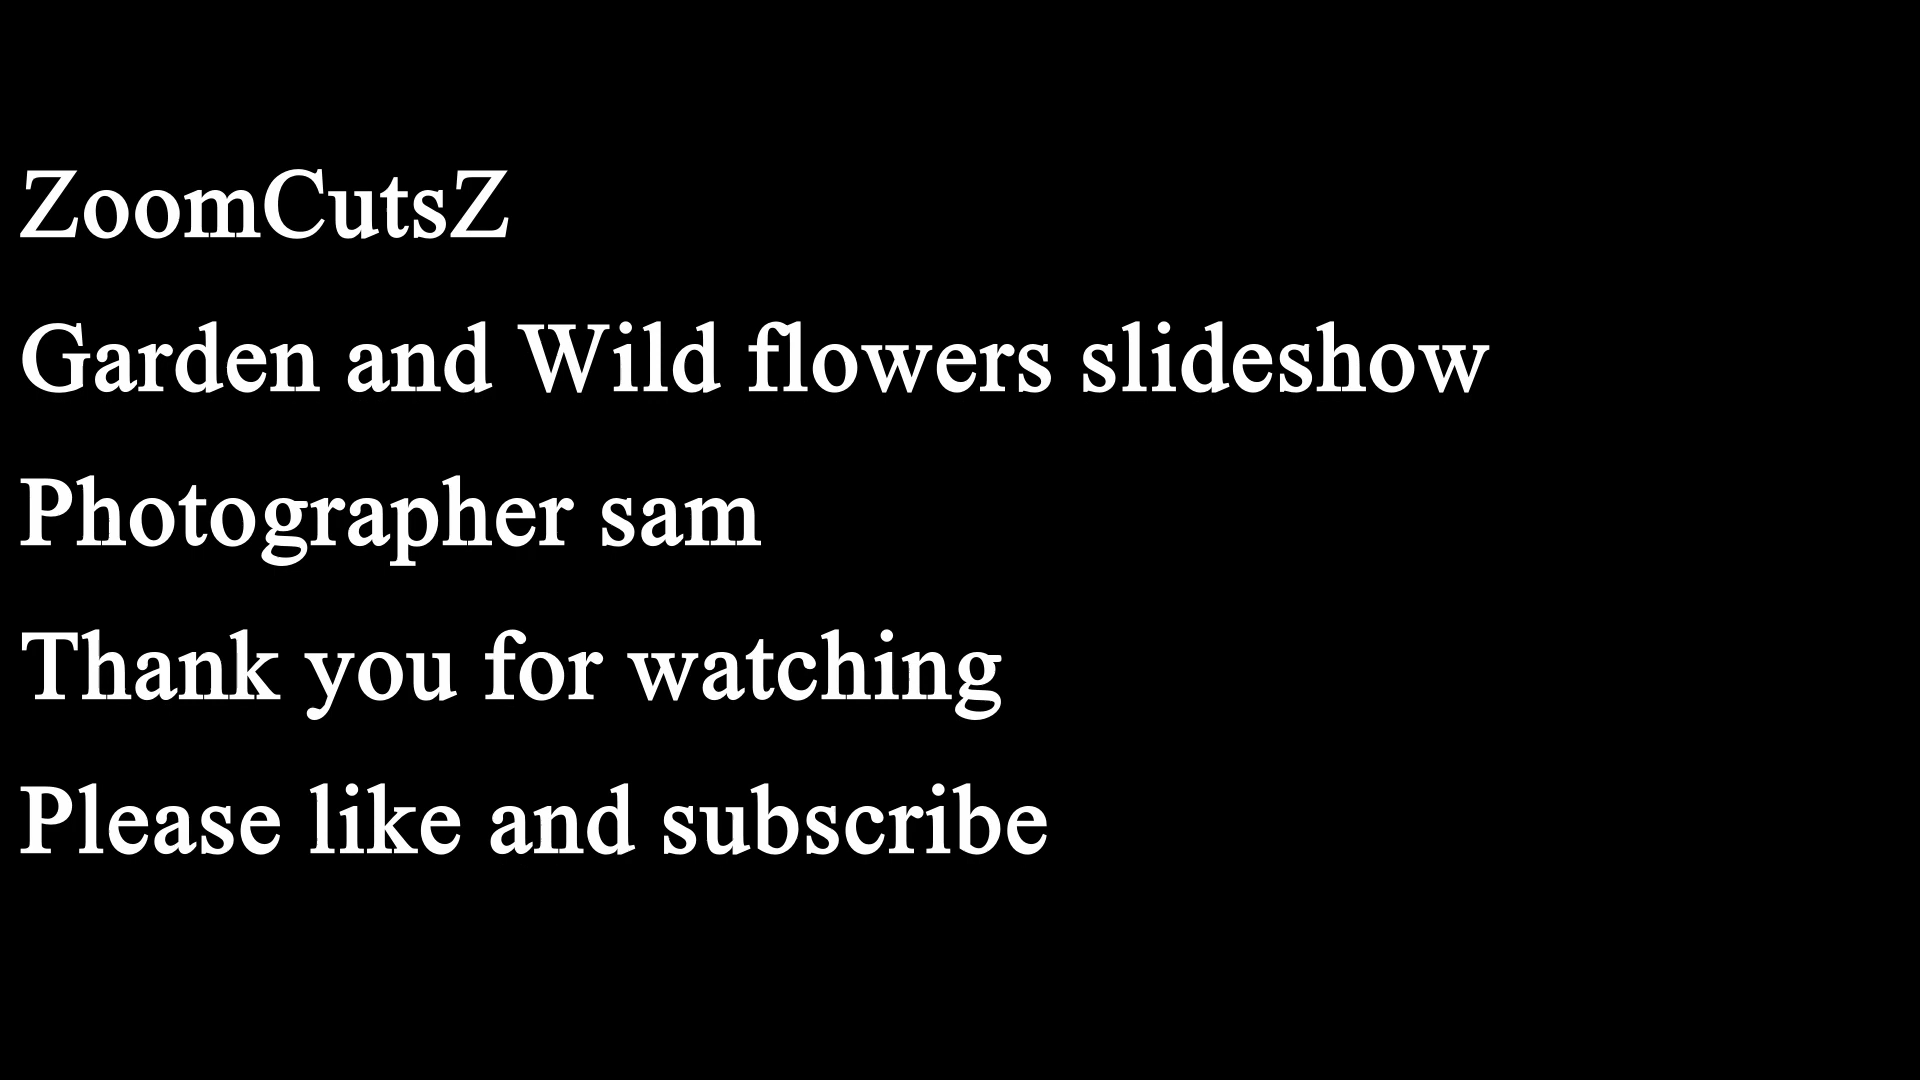 ZoomCutsZ
Garden and Wild flowers slideshow
Photographer sam
Thank you for watching
Please like and subscribe